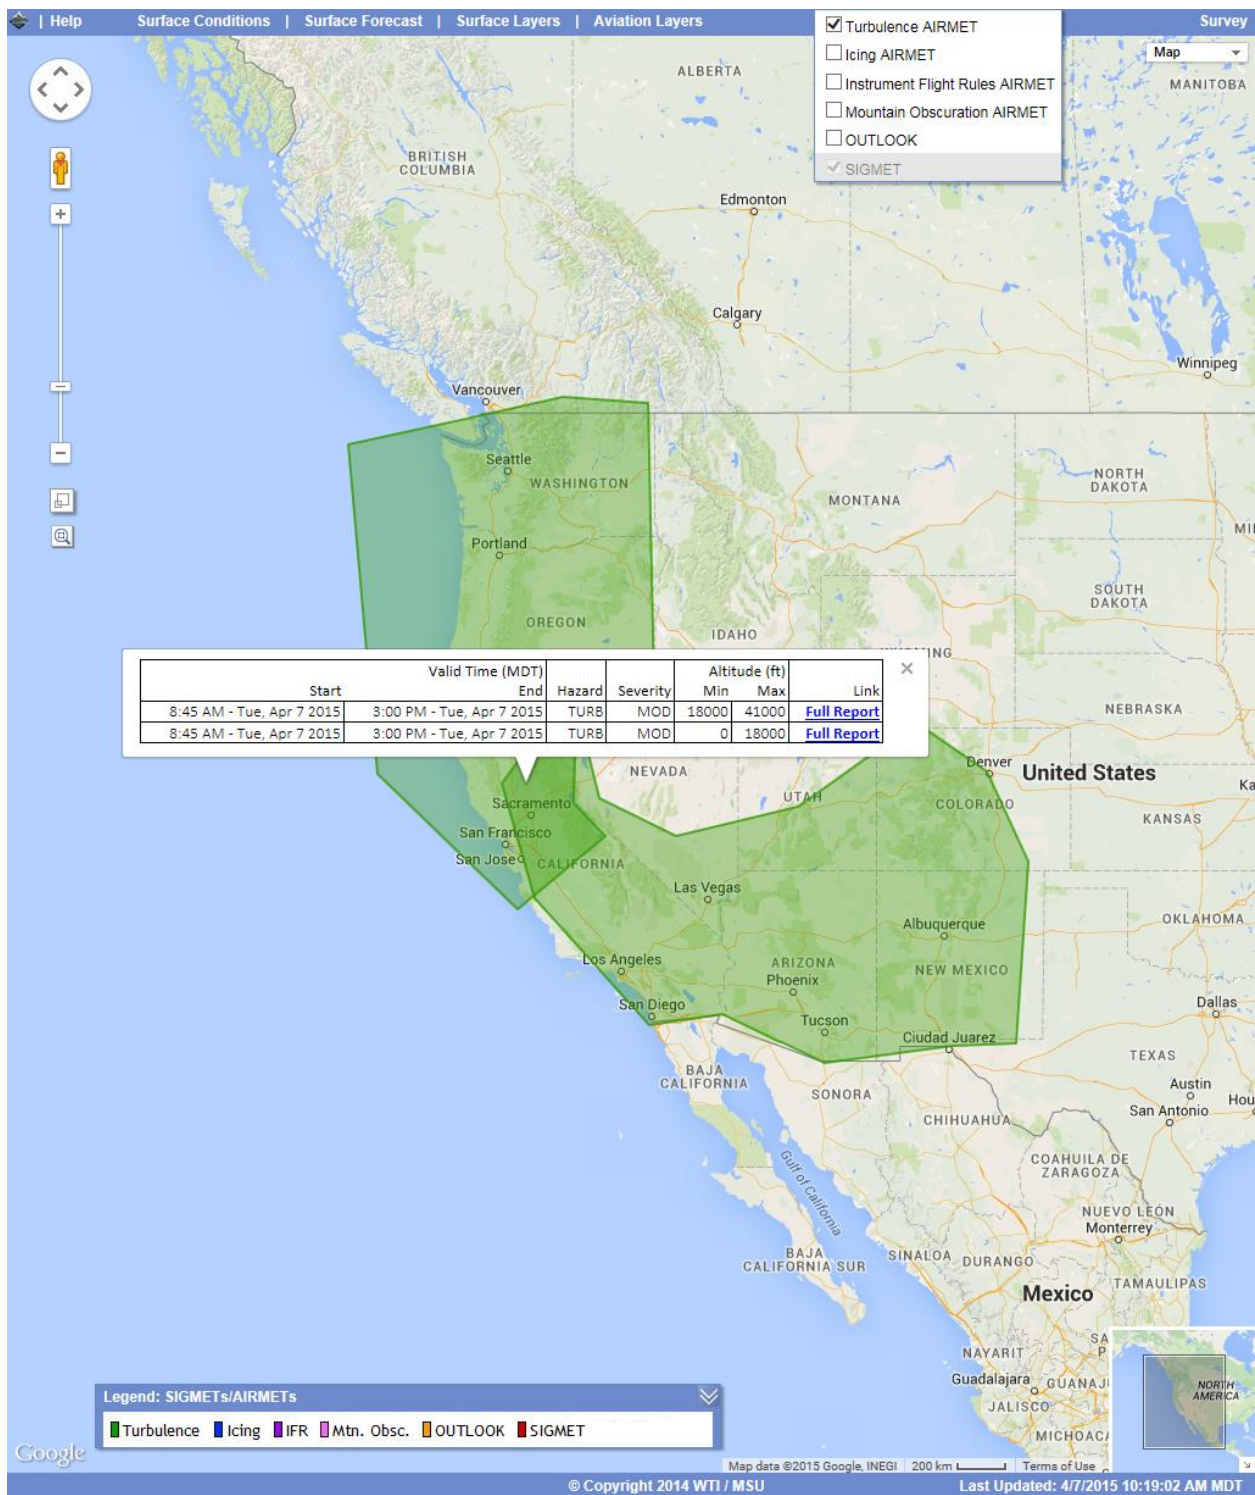 | Help Surface Conditions | Surface Forecast | Surface Layers | Aviation Layers Survey
Turbulence AIRMET
Icing AIRMET
Instrument Flight Rules AIRMET
Mountain Obscuration AIRMET
OUTLOOK
SIGMET
Map
ALBERTA
MANITOBA
BRITISH
COLUMBIA
Edmonton
Calgary
Winnipeg
Vancouver
Seattle
WASHINGTON
NORTH
DAKOTA
MONTANA
Portland
SOUTH
DAKOTA
OREGON
IDAHO
Valid Time (MDT) Altitude (ft)
Start End Hazard Severity Min Max Link
8:45 AM - Tue, Apr 7 2015 3:00 PM - Tue, Apr 7 2015 TURB MOD 18000 41000 Full Report
8:45 AM - Tue, Apr 7 2015 3:00 PM - Tue, Apr 7 2015 TURB MOD 0 18000 Full Report
NEBRASKA
NEVADA
Denver
United States
UTAH
COLORADO
KANSAS
Sacramento
San Francisco
San Jose
CALIFORNIA
Las Vegas
Albuquerque
OKLAHOMA
Los Angeles
ARIZONA
NEW MEXICO
Phoenix
San Diego
Dallas
Tucson
Ciudad Juarez
TEXAS
BAJA
CALIFORNIA
SONORA
Austin
San Antonio
CHIHUAHUA
COAHUILA DE
ZARAGOZA
Gulf of California
NUEVO LEÓN
Monterrey
BAJA
CALIFORNIA SUR
SINALOA
DURANGO
Mexico
TAMAULIPAS
NAYARIT
Guadalajara
JALISCO
NORTH
AMERICA
Legend: SIGMETs/AIRMETs
Turbulence Icing IFR Mtn. Obsc. OUTLOOK SIGMET
Google
Map data ©2015 Google, INEGI 200 km Terms of Use
© Copyright 2014 WTI / MSU Last Updated: 4/7/2015 10:19:02 AM MDT